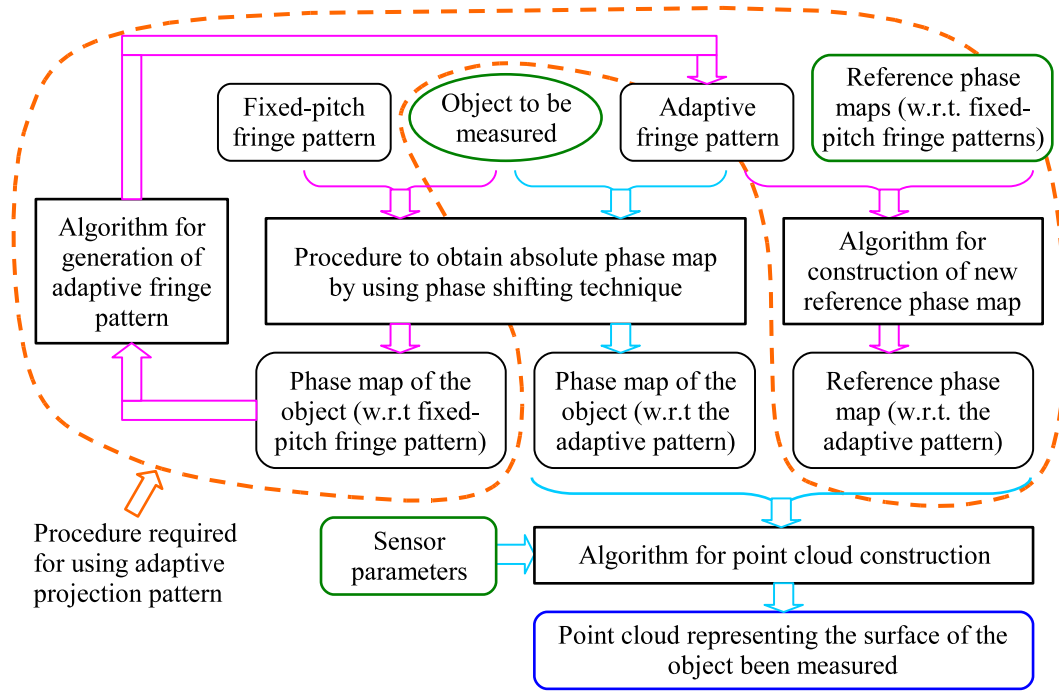 Fixed-pitch
fringe pattern
Object to be
measured
Adaptive
fringe pattern
Reference phase
maps (w.r.t. fixed-
pitch fringe patterns)
Algorithm for
generation of
adaptive fringe
pattern
Procedure to obtain absolute phase map
by using phase shifting technique
Algorithm for
construction of new
reference phase map
Phase map of the
object (w.r.t fixed-
pitch fringe pattern)
Phase map of the
object (w.r.t the
adaptive pattern)
Reference phase
map (w.r.t. the
adaptive pattern)
Procedure required
for using adaptive
projection pattern
Sensor
parameters
Algorithm for point cloud construction
Point cloud representing the surface of the
object been measured